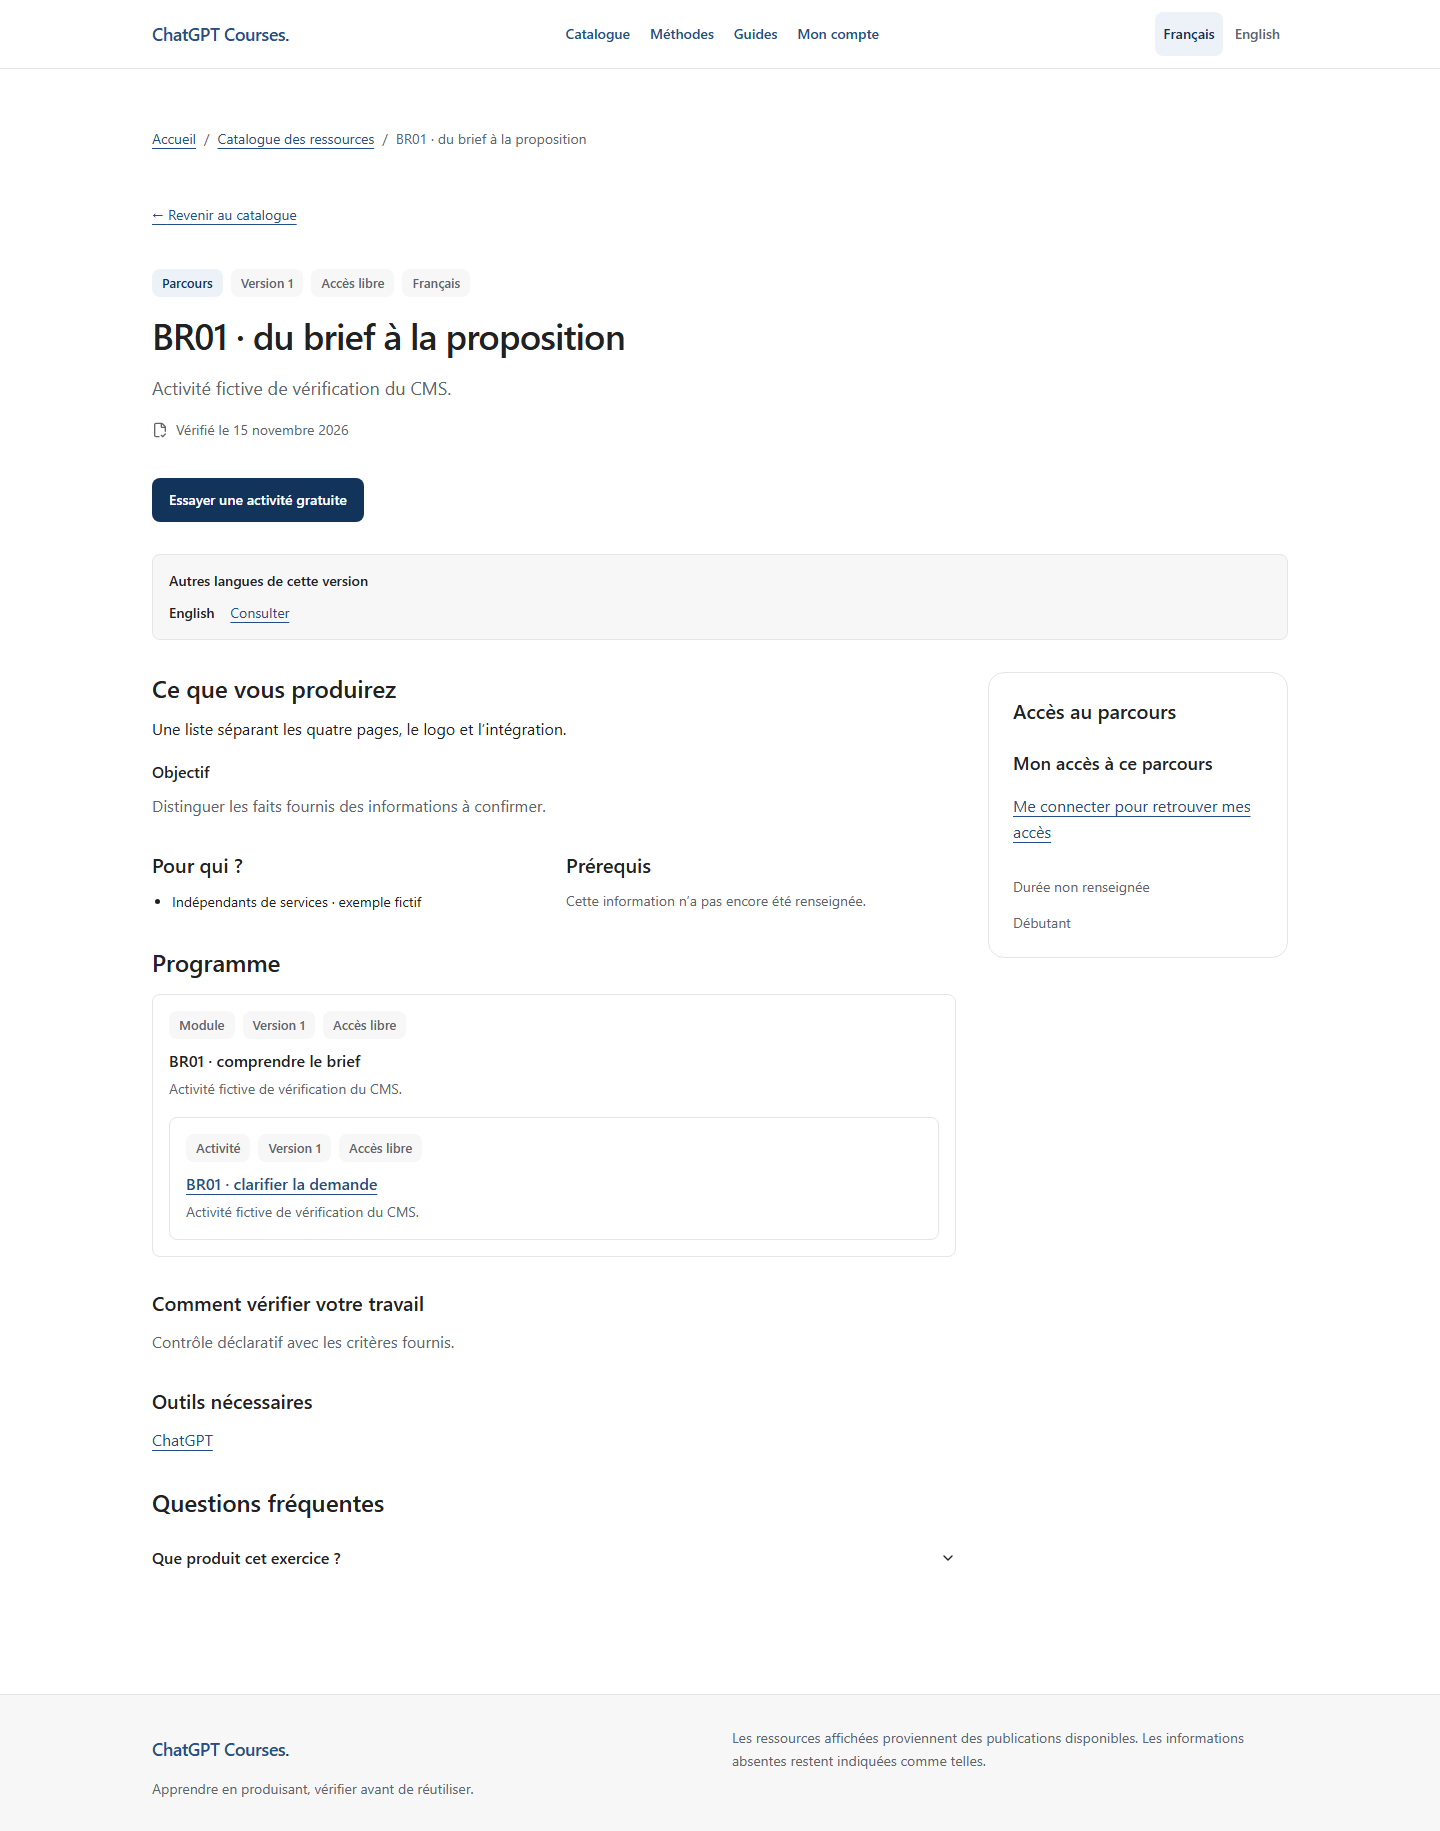 ChatGPT Courses.
Catalogue Méthodes Guides Mon compte
Français English
Accueil / Catalogue des ressources / BR01 · du brief à la proposition
← Revenir au catalogue
Parcours Version 1 Accès libre Français
BR01 · du brief à la proposition
Activité fictive de vérification du CMS.
Vérifié le 15 novembre 2026
Essayer une activité gratuite
Autres langues de cette version
English Consulter
Ce que vous produirez
Une liste séparant les quatre pages, le logo et l’intégration.
Objectif
Distinguer les faits fournis des informations à confirmer.
Pour qui ?
Indépendants de services · exemple fictif
Prérequis
Cette information n’a pas encore été renseignée.
Accès au parcours
Mon accès à ce parcours
Me connecter pour retrouver mes
accès
Durée non renseignée
Débutant
Programme
Module Version 1 Accès libre
BR01 · comprendre le brief
Activité fictive de vérification du CMS.
Activité Version 1 Accès libre
BR01 · clarifier la demande
Activité fictive de vérification du CMS.
Comment vérifier votre travail
Contrôle déclaratif avec les critères fournis.
Outils nécessaires
ChatGPT
Questions fréquentes
Que produit cet exercice ?
ChatGPT Courses.
Apprendre en produisant, vérifier avant de réutiliser.
Les ressources affichées proviennent des publications disponibles. Les informations
absentes restent indiquées comme telles.